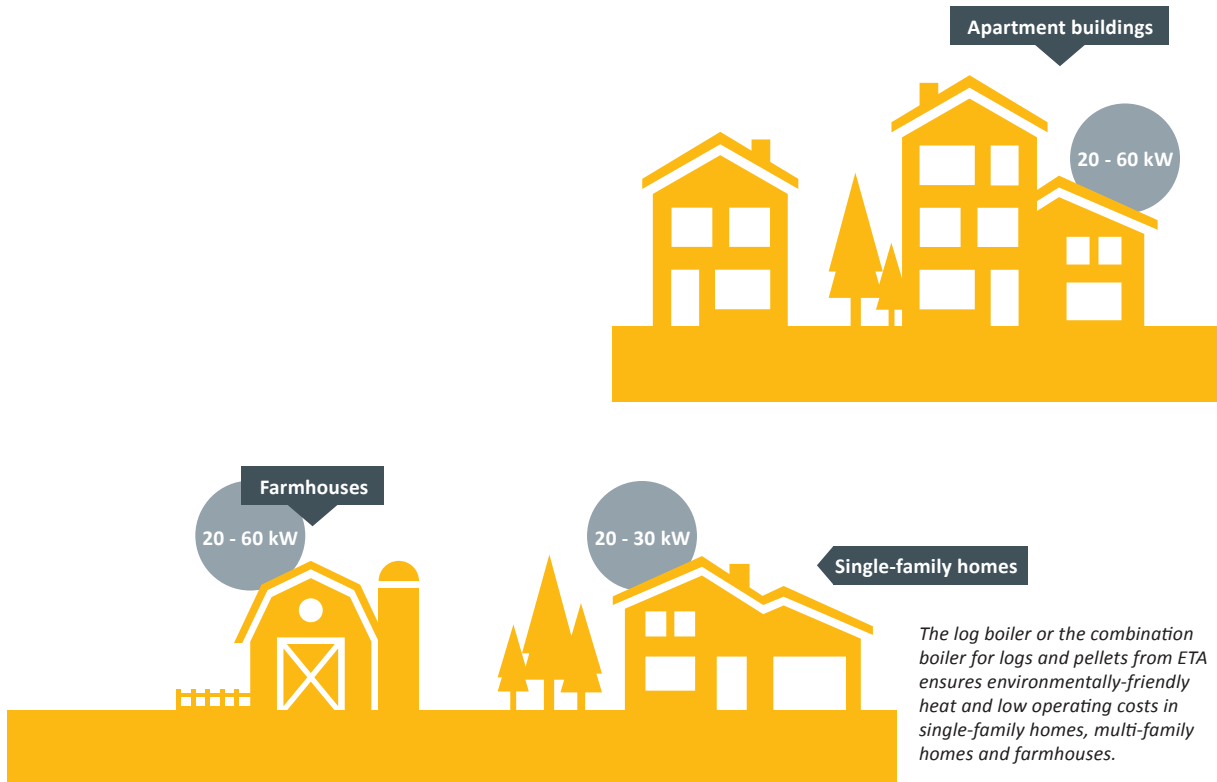 Apartment buildings
20 - 60 kW
Farmhouses
20 - 60 kW
20 - 30 kW
Single-family homes
The log boiler or the combination
boiler for logs and pellets from ETA
ensures environmentally-friendly
heat and low operating costs in
single-family homes, multi-family
homes and farmhouses.